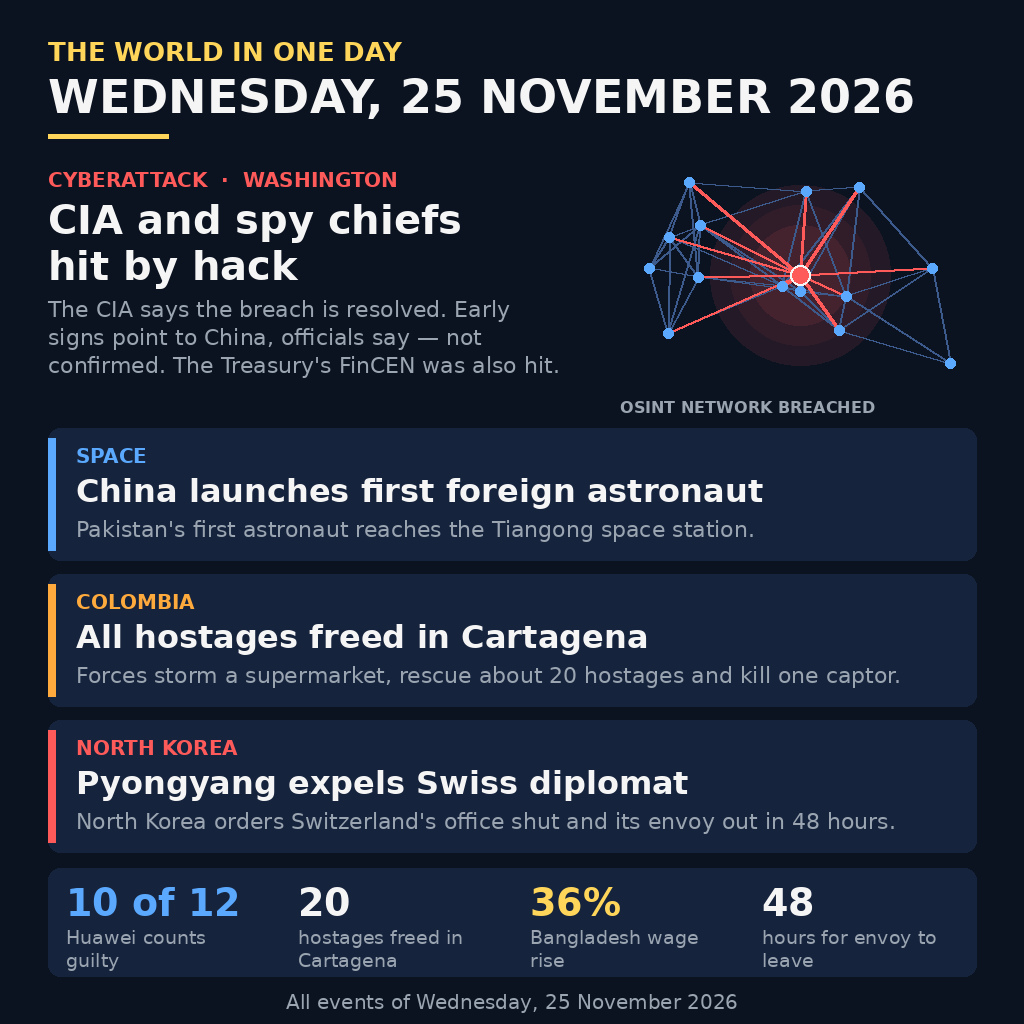 THE WORLD IN ONE DAY
WEDNESDAY, 25 NOVEMBER 2026
CYBERATTACK · WASHINGTON
CIA and spy chiefs
hit by hack
The CIA says the breach is resolved. Early
signs point to China, officials say — not
confirmed. The Treasury's FinCEN was also hit.
OSINT NETWORK BREACHED
SPACE
China launches first foreign astronaut
Pakistan's first astronaut reaches the Tiangong space station.
COLOMBIA
All hostages freed in Cartagena
Forces storm a supermarket, rescue about 20 hostages and kill one captor.
NORTH KOREA
Pyongyang expels Swiss diplomat
North Korea orders Switzerland's office shut and its envoy out in 48 hours.
10 of 12
Huawei counts
guilty
20
hostages freed in
Cartagena
36%
Bangladesh wage
rise
48
hours for envoy to
leave
All events of Wednesday, 25 November 2026